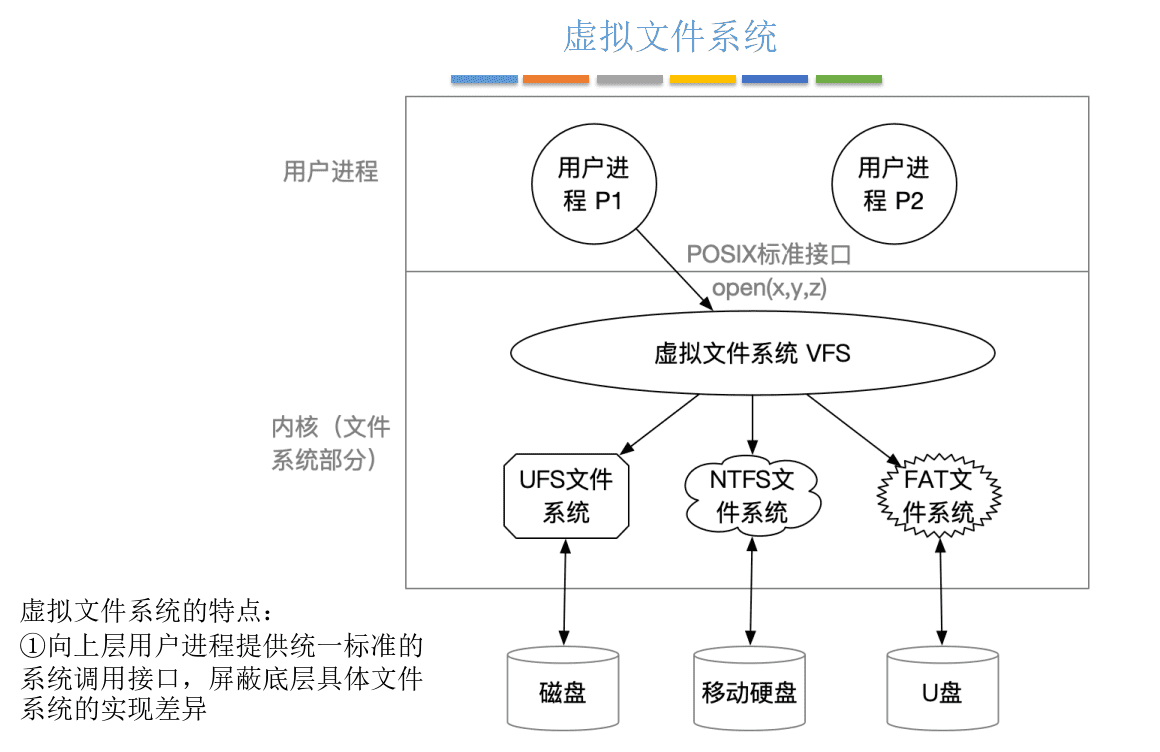 虚拟文件系统
用户进程
用户进
程 P1
用户进
程 P2
POSIX标准接口
open(x,y,z)
虚拟文件系统 VFS
内核（文件
系统部分）
UFS文件
系统
NTFS文
件系统
FAT文
件系统
虚拟文件系统的特点：
①向上层用户进程提供统一标准的
系统调用接口，屏蔽底层具体文件
系统的实现差异
磁盘
移动硬盘
U盘